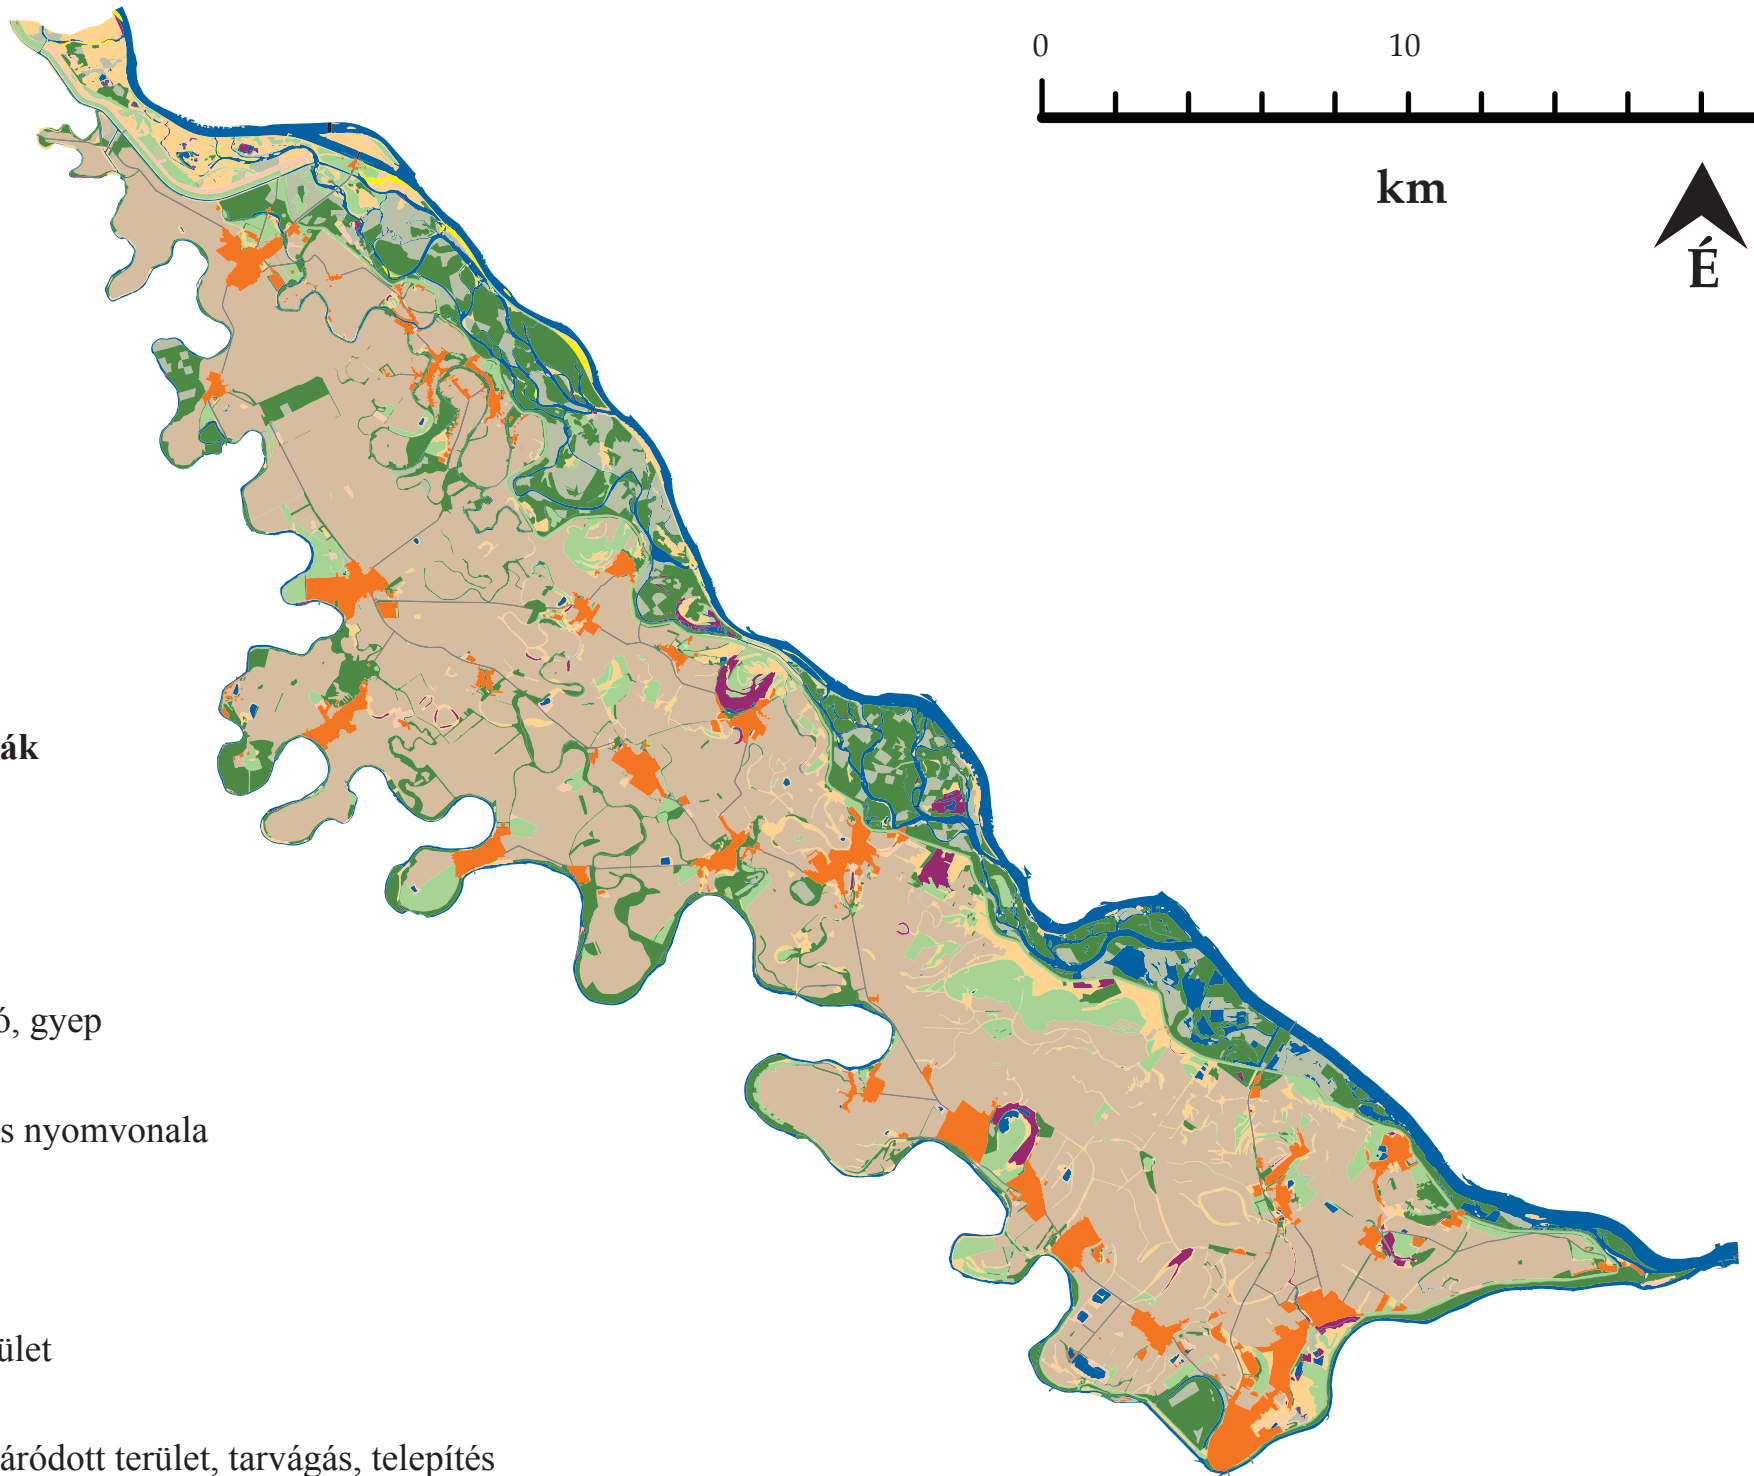 0 10
km
É
ák
ó, gyep
s nyomvonala
ület
áródott terület, tarvágás, telepítés